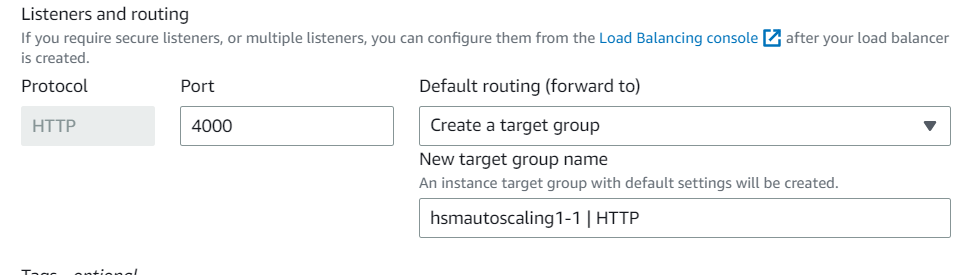 Listeners and routing
If you require secure listeners, or multiple listeners, you can configure them from the Load Balancing console after your load balancer
is created.
Protocol Port Default routing (forward to)
HTTP 4000 Create a target group
New target group name
An instance target group with default settings will be created.
hsmautoscaling1-1 | HTTP
Tags - optional